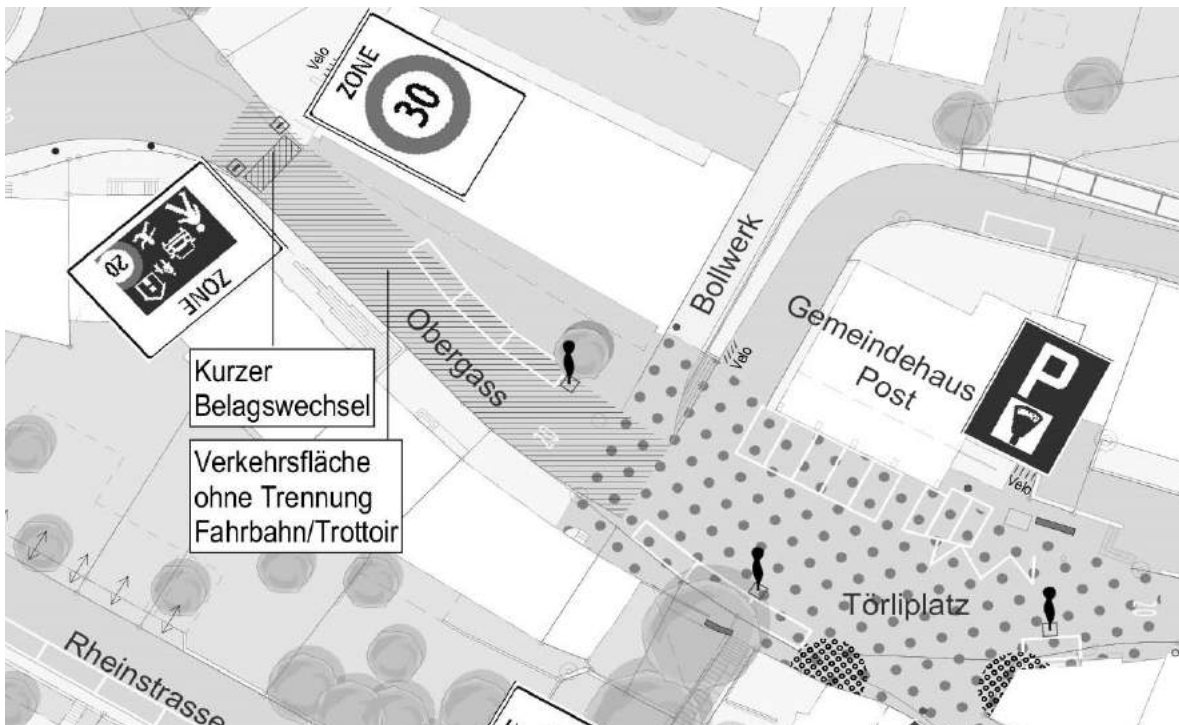 Velo
ZONE
30
20
ZONE
Bollwerk
Gemeindehaus
Post
P
Velo
Velo
Kurzer
Belagswechsel
Obergass
Verkehrsfläche
ohne Trennung
Fahrbahn/Trottoir
Törliplatz
Rheinstrasse